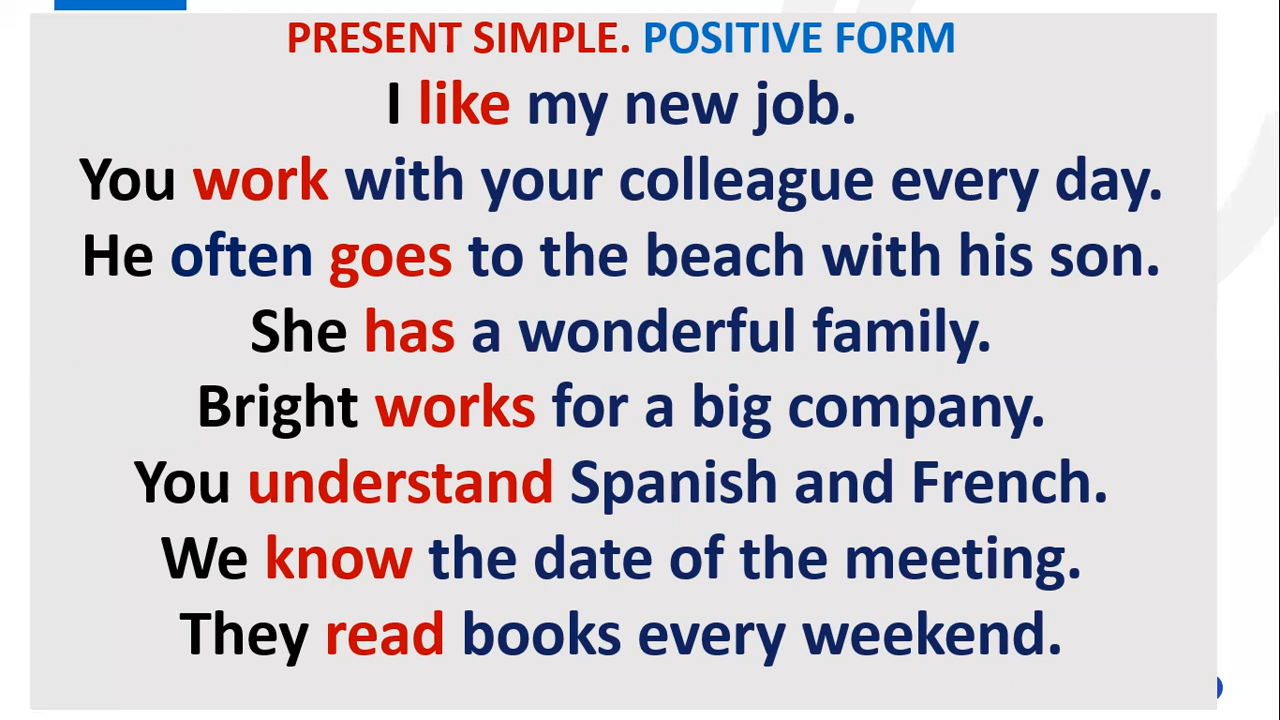 PRESENT SIMPLE. POSITIVE FORM
I like my new job.
You work with your colleague every day.
He often goes to the beach with his son.
She has a wonderful family.
Bright works for a big company.
You understand Spanish and French.
We know the date of the meeting.
They read books every weekend.